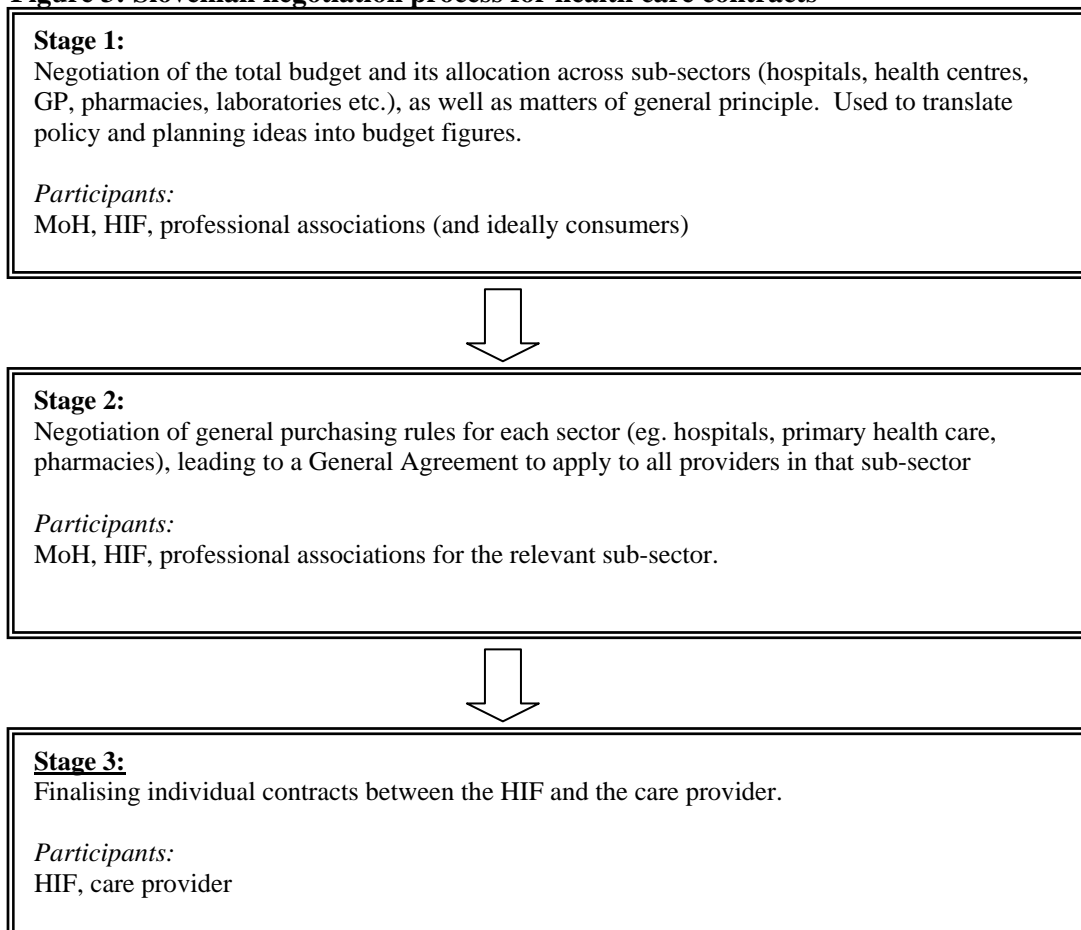 Figure 3: Slovenian negotiation process for health care contracts
Stage 1:
Negotiation of the total budget and its allocation across sub-sectors (hospitals, health centres,
GP, pharmacies, laboratories etc.), as well as matters of general principle.  Used to translate
policy and planning ideas into budget figures.
Participants:
MoH, HIF, professional associations (and ideally consumers)
Stage 2:
Negotiation of general purchasing rules for each sector (eg. hospitals, primary health care,
pharmacies), leading to a General Agreement to apply to all providers in that sub-sector
Participants:
MoH, HIF, professional associations for the relevant sub-sector.
Stage 3:
Finalising individual contracts between the HIF and the care provider.
Participants:
HIF, care provider